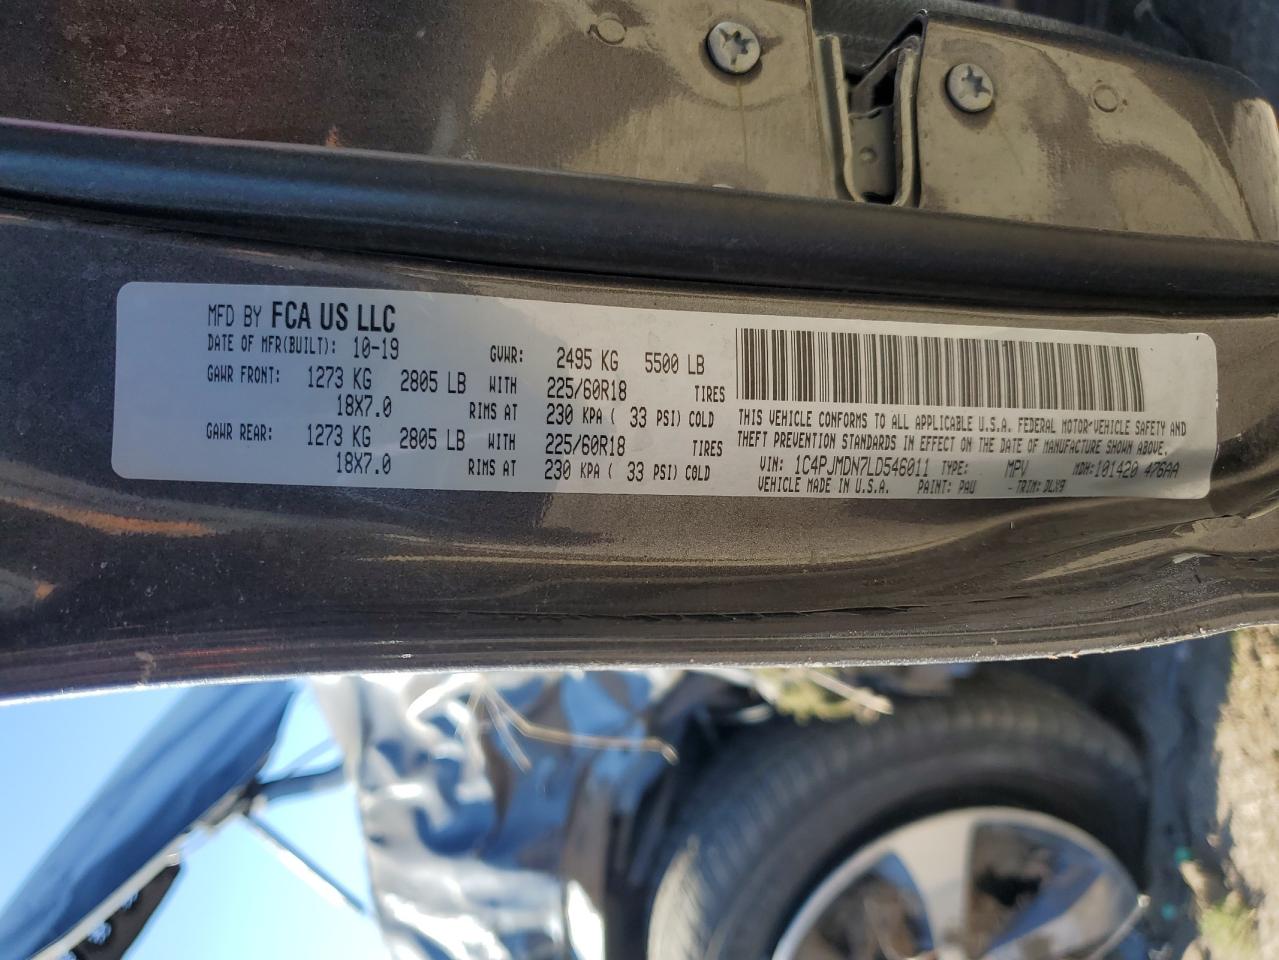 MFD BY FCA US LLC
DATE OF MFR(BUILT): 10-19 GVWR: 2495 KG 5500 LB
GAWR FRONT: 1273 KG 2805 LB WITH 225/60R18 TIRES
18X7.0 RIMS AT 230 KPA ( 33 PSI) COLD
GAWR REAR: 1273 KG 2805 LB WITH 225/60R18 TIRES
18X7.0 RIMS AT 230 KPA ( 33 PSI) COLD
THIS VEHICLE CONFORMS TO ALL APPLICABLE U.S.A. FEDERAL MOTOR VEHICLE SAFETY AND
THEFT PREVENTION STANDARDS IN EFFECT ON THE DATE OF MANUFACTURE SHOWN ABOVE.
VIN: 1C4PJMDN7LD546011 TYPE: MPV MDH:101420 476AA
VEHICLE MADE IN U.S.A. PAINT: PAU - TRIM: DLX9